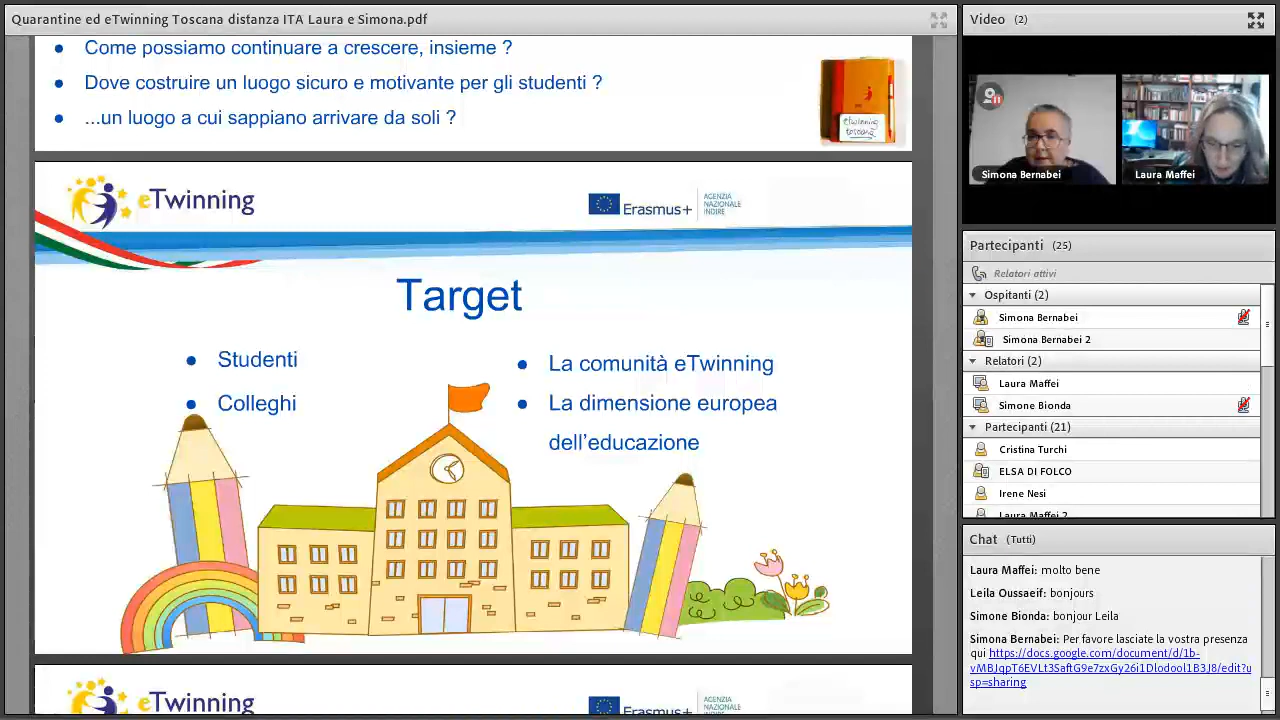 Quarantine ed eTwinning Toscana distanza ITA Laura e Simona.pdf
Come possiamo continuare a crescere, insieme ?
Dove costruire un luogo sicuro e motivante per gli studenti ?
...un luogo a cui sappiano arrivare da soli ?
eTwinning
toscana
eTwinning
Erasmus+
AGENZIA
NAZIONALE
INDIRE
Target
Studenti
Colleghi
La comunità eTwinning
La dimensione europea
dell'educazione
eTwinning
AGENZIA
NAZIONALE
Erasmus+
Video (2)
Simona Bernabei
Laura Maffei
Partecipanti (25)
Relatori attivi
Ospitanti (2)
Simona Bernabei
Simona Bernabei 2
Relatori (2)
Laura Maffei
Simone Bionda
Partecipanti (21)
Cristina Turchi
ELSA DI FOLCO
Irene Nesi
Laura Maffei 2
Chat (Tutti)
Laura Maffei: molto bene
Leila Oussaeif: bonjours
Simone Bionda: bonjour Leila
Simona Bernabei: Per favore lasciate la vostra presenza
qui https://docs.google.com/document/d/1b-
vMBJqpT6EVLt3SaftG9e7zxGy26i1Dlodool1B3J8/edit?u
sp=sharing